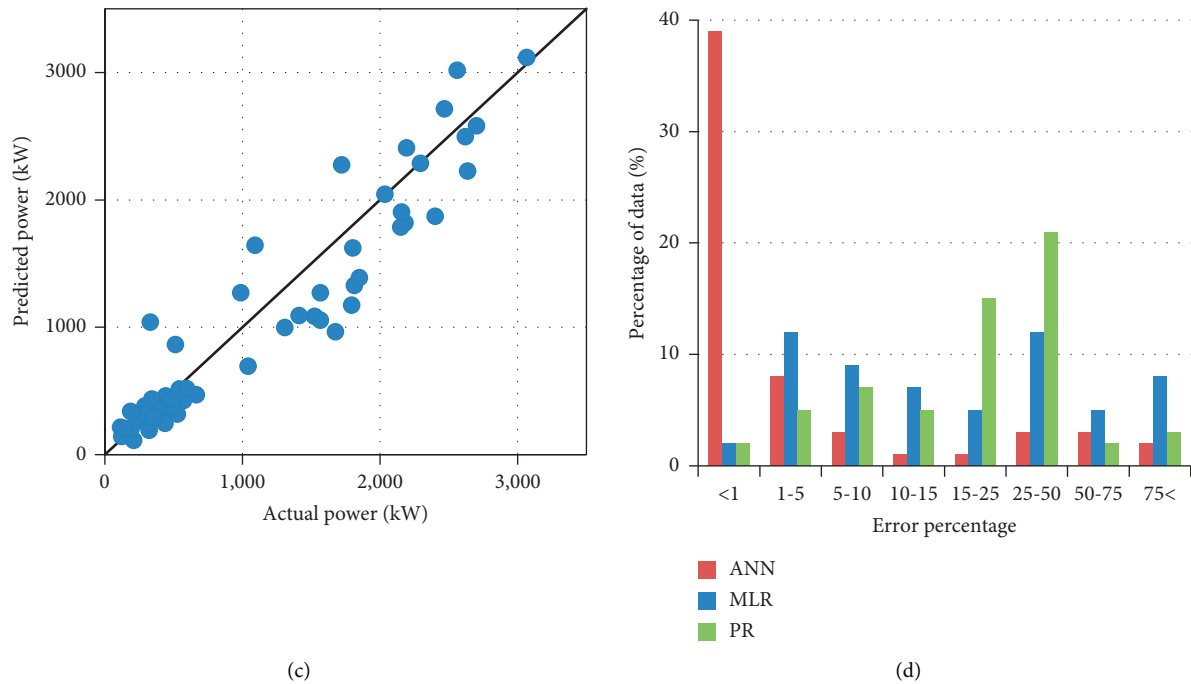 Predicted power (kW)
3000
2000
1000
0
0
1,000
2,000
3,000
Actual power (kW)
(c)
Percentage of data (%)
40
30
20
10
0
<1
1-5
5-10
10-15
15-25
25-50
50-75
75<
Error percentage
ANN
MLR
PR
(d)